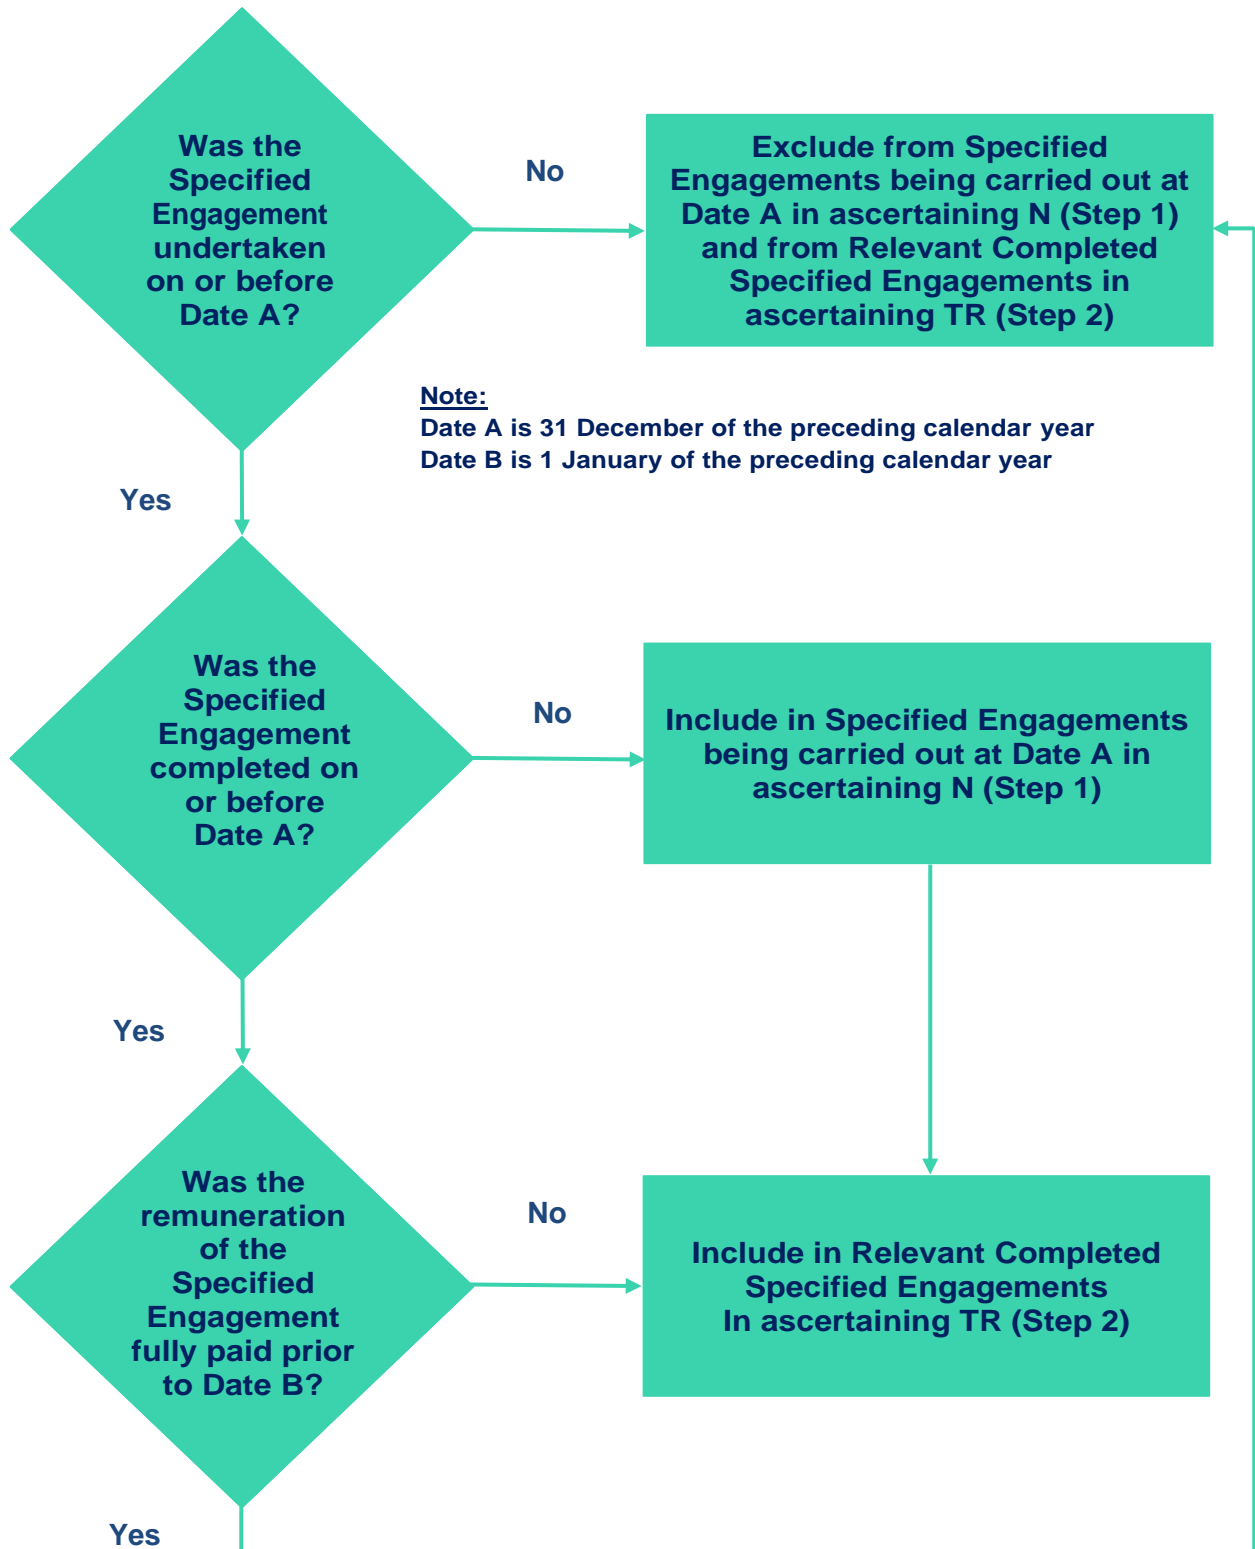 Was the
Specified
Engagement
undertaken
on or before
Date A?
No
Exclude from Specified
Engagements being carried out at
Date A in ascertaining N (Step 1)
and from Relevant Completed
Specified Engagements in
ascertaining TR (Step 2)
Note:
Date A is 31 December of the preceding calendar year
Date B is 1 January of the preceding calendar year
Yes
Was the
Specified
Engagement
completed on
or before
Date A?
No
Include in Specified Engagements
being carried out at Date A in
ascertaining N (Step 1)
Yes
Was the
remuneration
of the
Specified
Engagement
fully paid prior
to Date B?
No
Include in Relevant Completed
Specified Engagements
In ascertaining TR (Step 2)
Yes